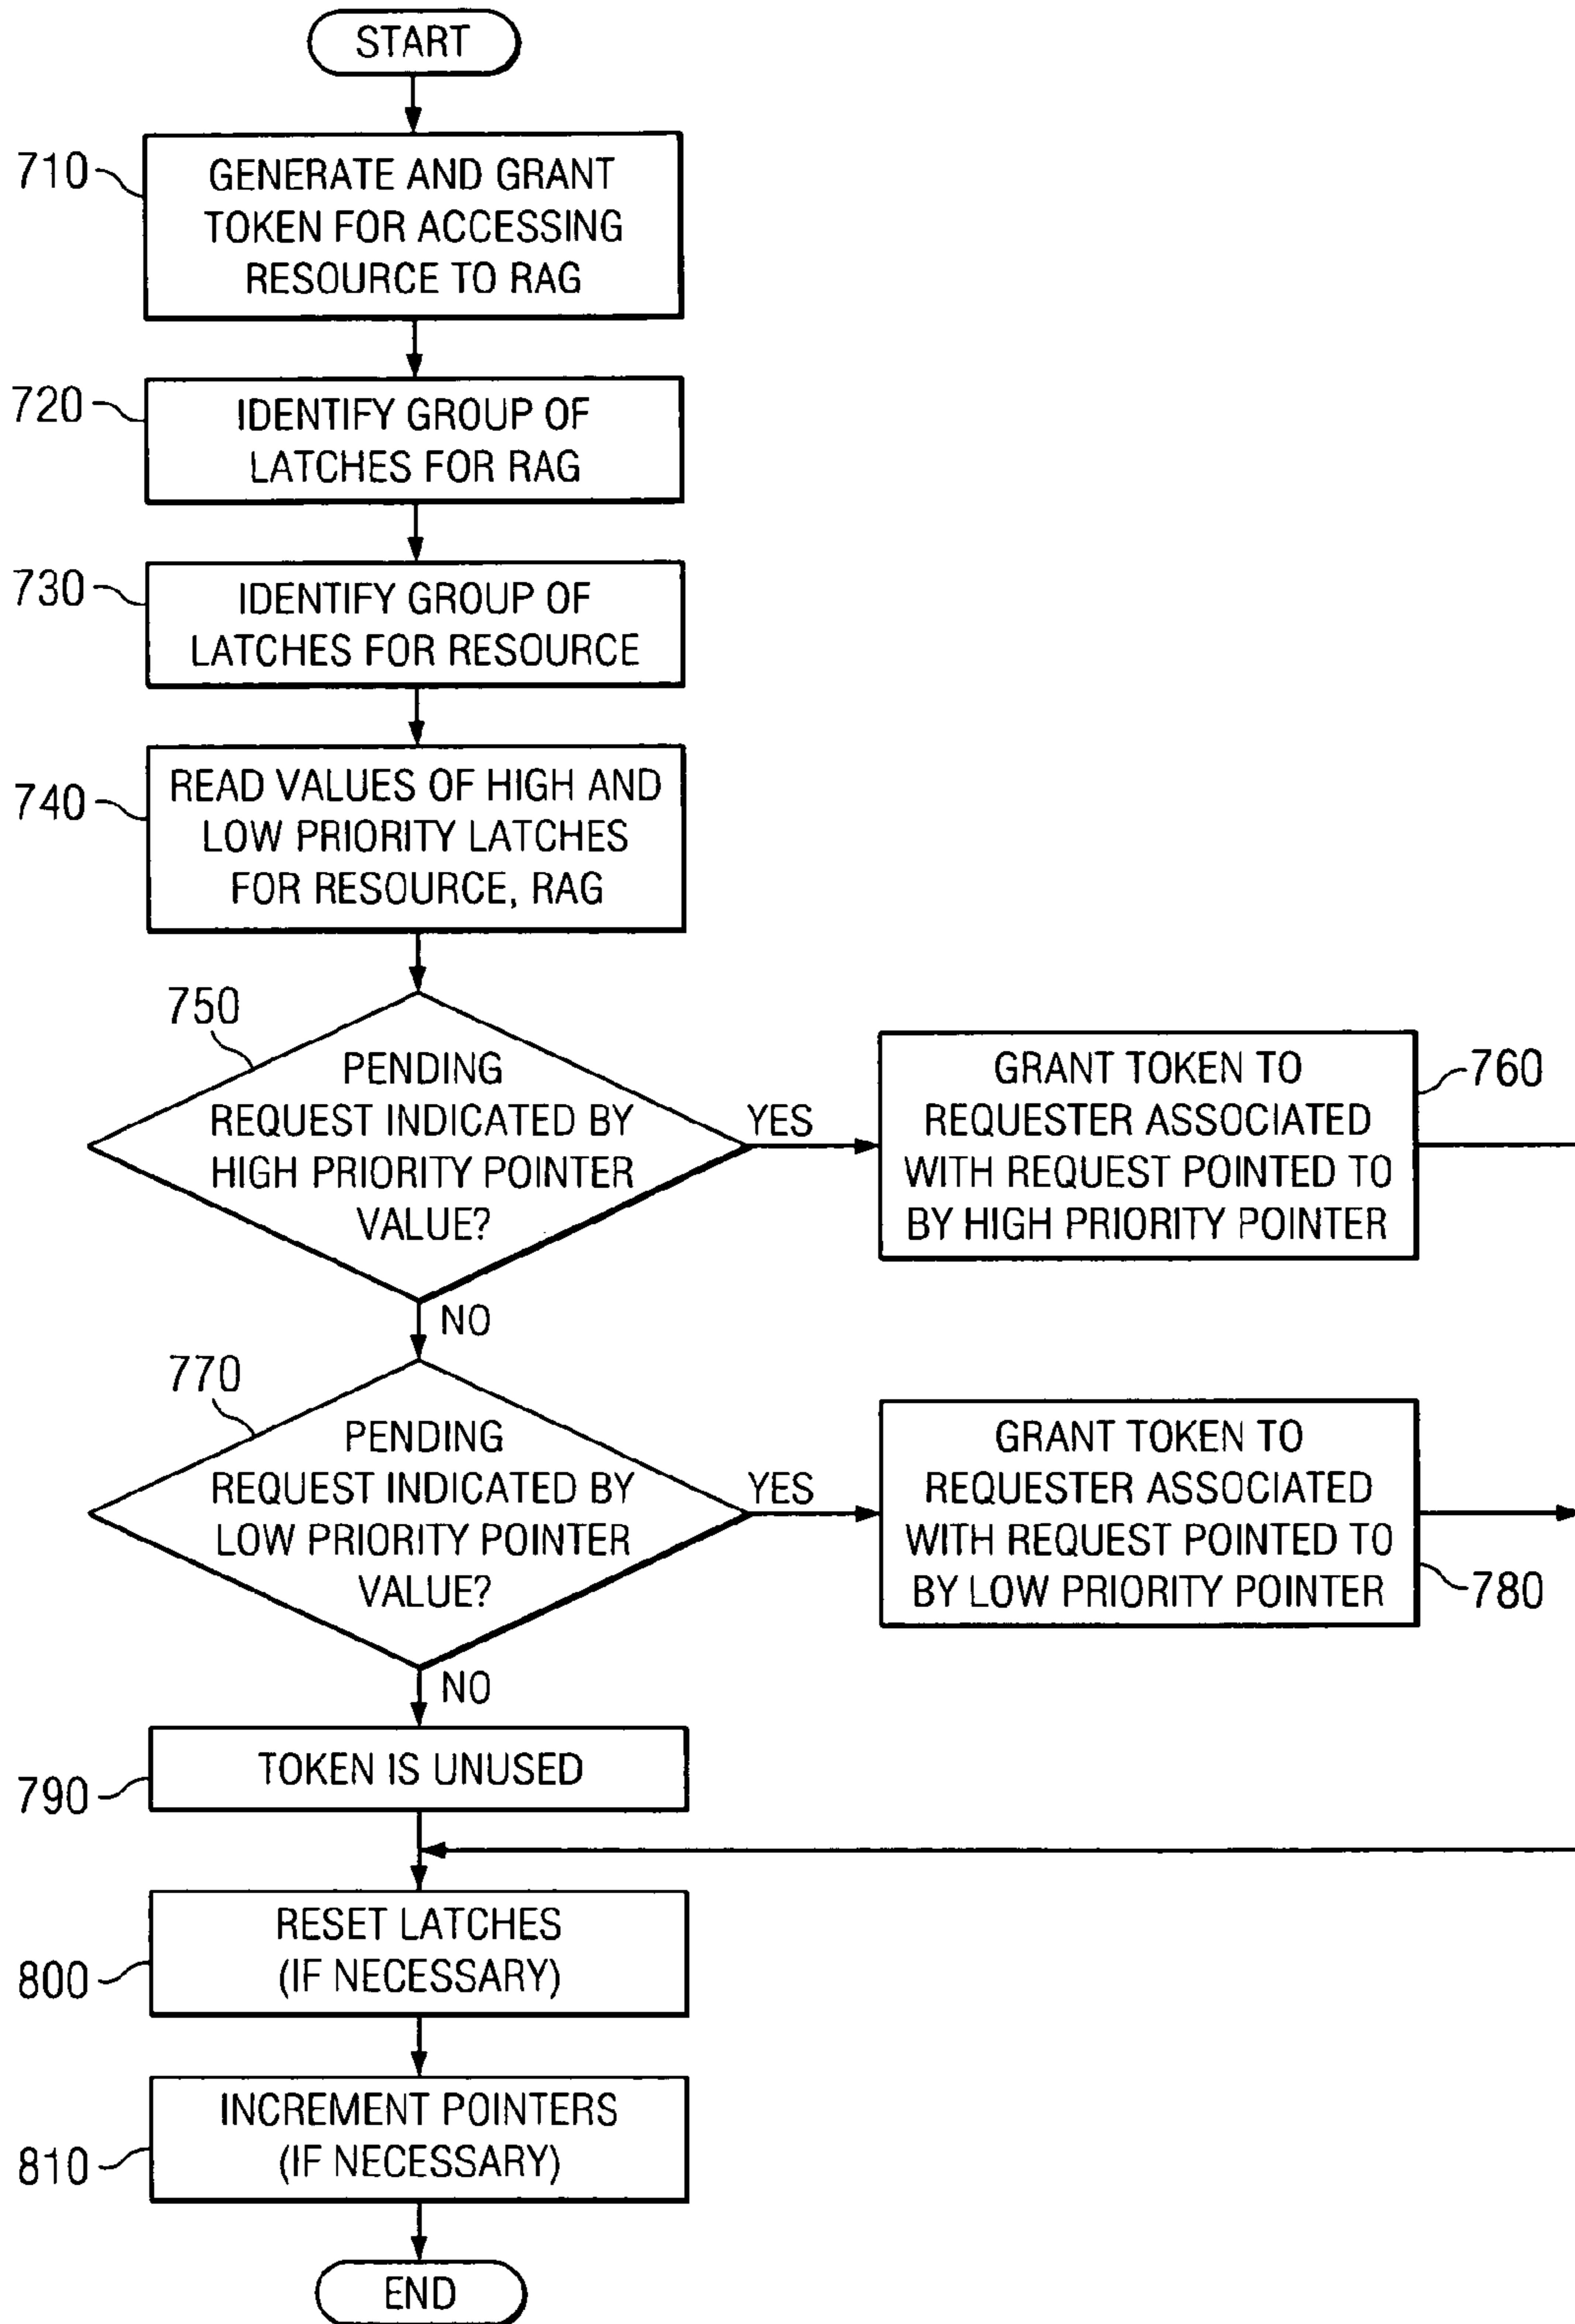 START
710
GENERATE AND GRANT
TOKEN FOR ACCESSING
RESOURCE TO RAG
720
IDENTIFY GROUP OF
LATCHES FOR RAG
730
IDENTIFY GROUP OF
LATCHES FOR RESOURCE
740
READ VALUES OF HIGH AND
LOW PRIORITY LATCHES
FOR RESOURCE, RAG
750
PENDING
REQUEST INDICATED BY
HIGH PRIORITY POINTER
VALUE?
YES
GRANT TOKEN TO
REQUESTER ASSOCIATED
WITH REQUEST POINTED TO
BY HIGH PRIORITY POINTER
760
NO
770
PENDING
REQUEST INDICATED BY
LOW PRIORITY POINTER
VALUE?
YES
GRANT TOKEN TO
REQUESTER ASSOCIATED
WITH REQUEST POINTED TO
BY LOW PRIORITY POINTER
780
NO
790
TOKEN IS UNUSED
800
RESET LATCHES
(IF NECESSARY)
810
INCREMENT POINTERS
(IF NECESSARY)
END